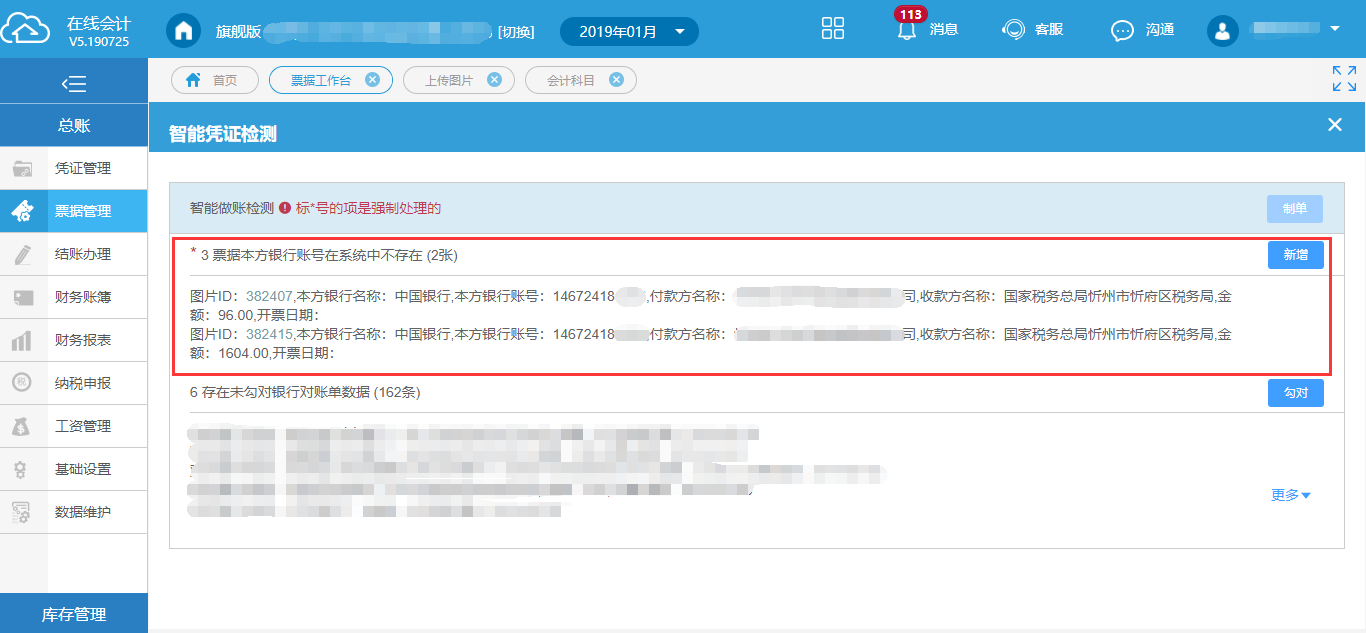 在线会计
V5.190725
旗舰版
[切换]
2019年01月
113
消息
客服
沟通
首页
票据工作台
上传图片
会计科目
总账
凭证管理
票据管理
结账办理
财务账簿
财务报表
纳税申报
工资管理
基础设置
数据维护
库存管理
智能凭证检测
智能做账检测 标*号的项是强制处理的
制单
* 3 票据本方银行账号在系统中不存在 (2张)
新增
图片ID：382407,本方银行名称：中国银行,本方银行账号：14672418 ,付款方名称： 司,收款方名称：国家税务总局忻州市忻府区税务局,金
额：96.00,开票日期：
图片ID：382415,本方银行名称：中国银行,本方银行账号：14672418 付款方名称： 司,收款方名称：国家税务总局忻州市忻府区税务局,金
额：1604.00,开票日期：
6 存在未勾对银行对账单数据 (162条)
勾对
更多